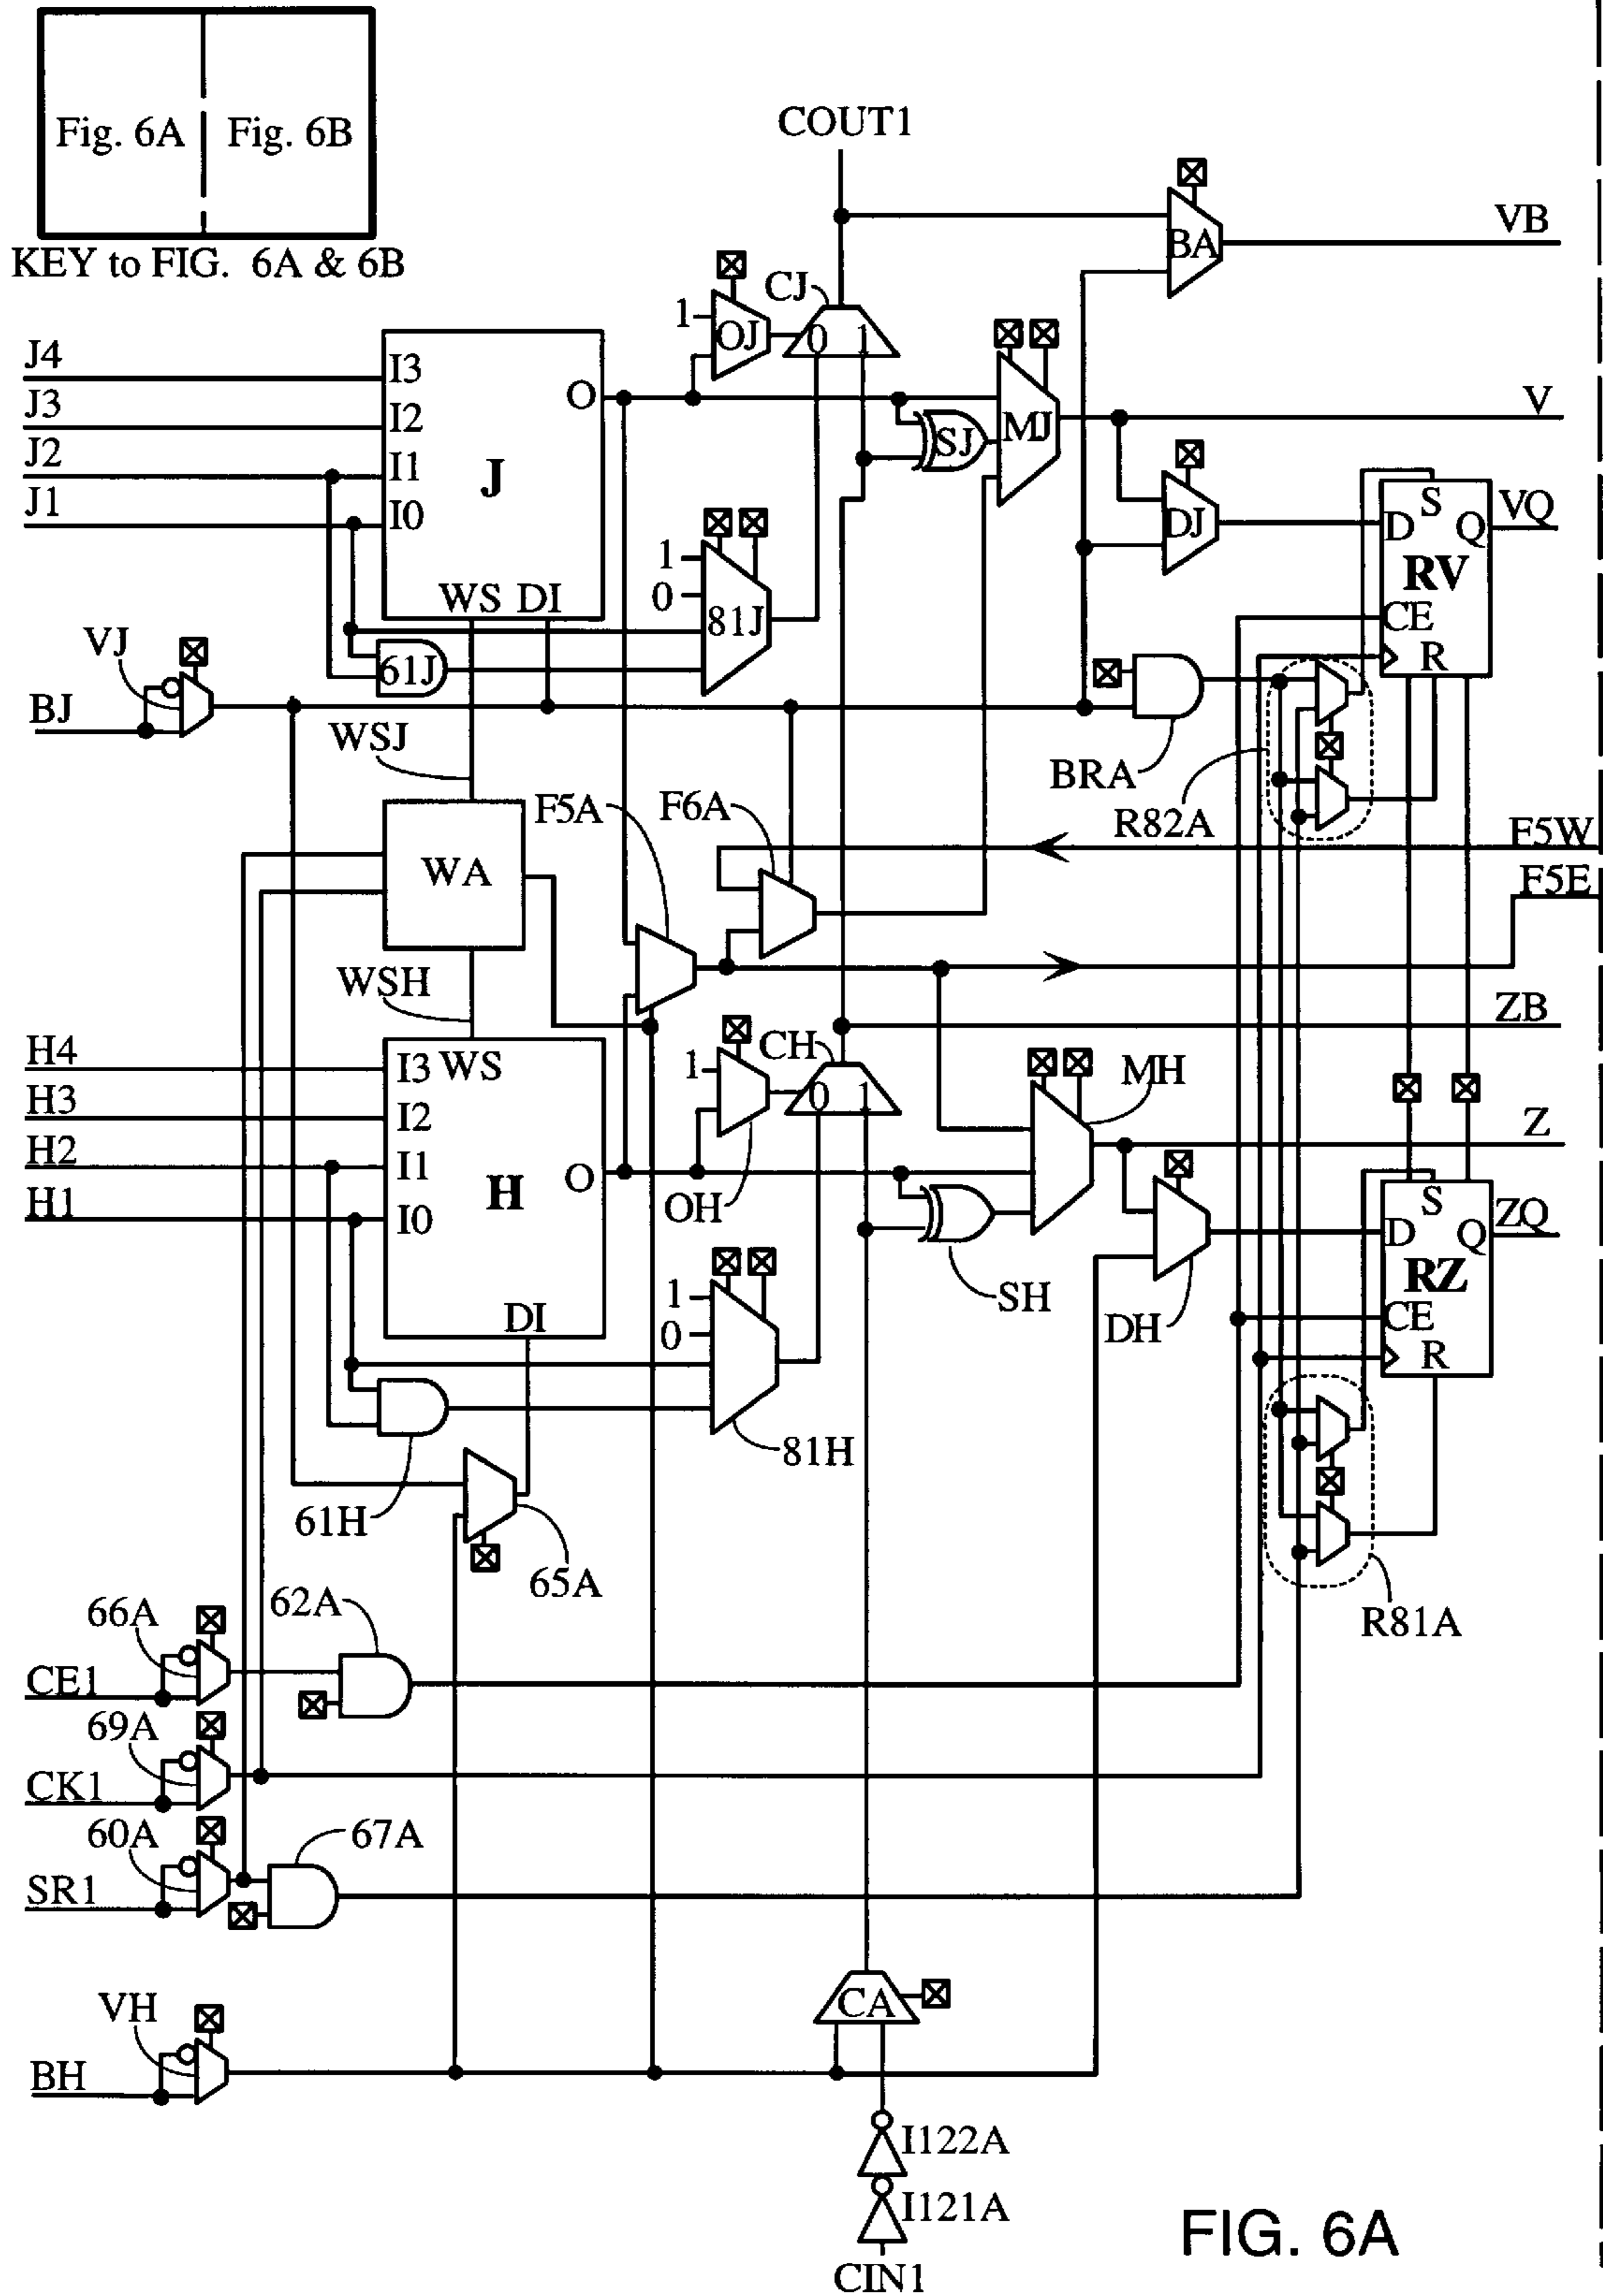 Fig. 6A
Fig. 6B
KEY to FIG. 6A & 6B
COUT1
BA
VB
CJ
1
OJ
0 1
J4
I3
J3
I2
O
J2
I1
J
J1
I0
WS DI
SJ
MJ
V
DJ
S
D
Q
VQ
RV
CE
R
1
0
81J
61J
VJ
BJ
WSJ
BRA
R82A
F5A
F6A
F5W
WA
F5E
WSH
ZB
CH
1
0 1
MH
H4
I3 WS
H3
I2
Z
H2
I1
H
O
H1
I0
OH
S
D
Q
ZQ
RZ
SH
DH
CE
R
DI
1
0
81H
61H
65A
66A
62A
R81A
CE1
69A
CK1
60A
67A
SR1
VH
CA
BH
I122A
I121A
CIN1
FIG. 6A